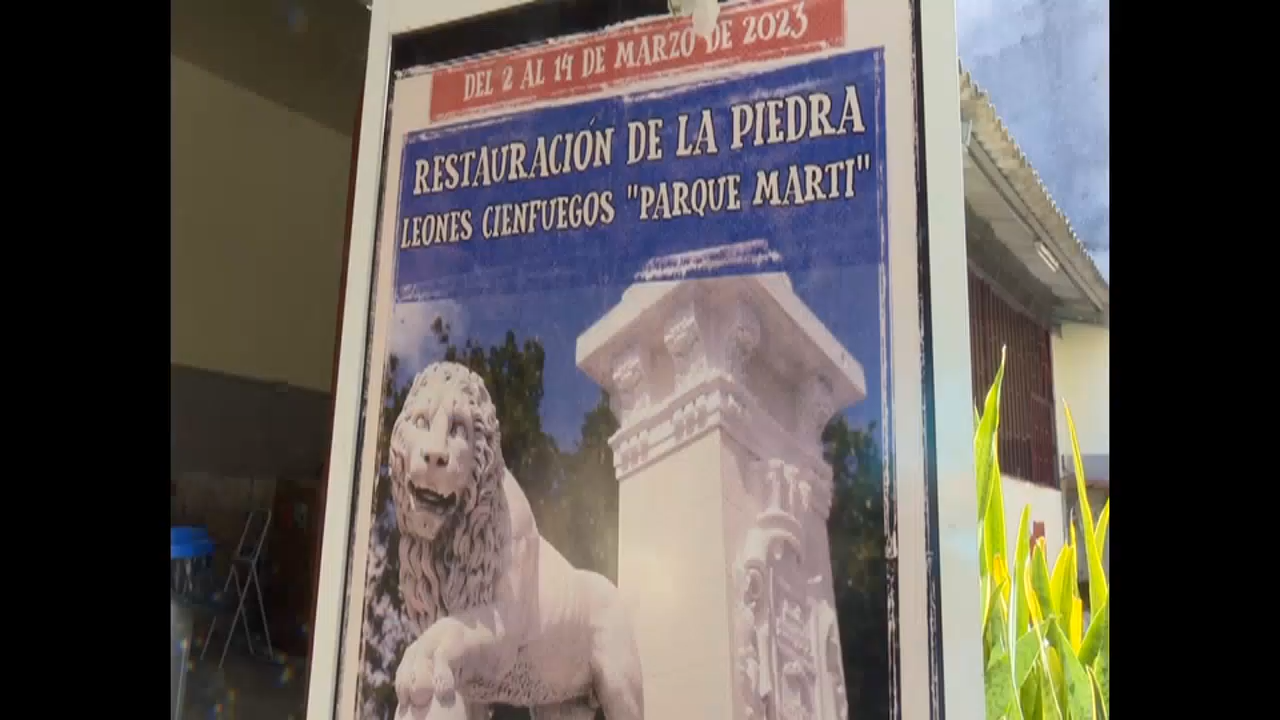 DEL 2 AL 14 DE MARZO DE 2023
RESTAURACIÓN DE LA PIEDRA
LEONES CIENFUEGOS "PARQUE MARTI"